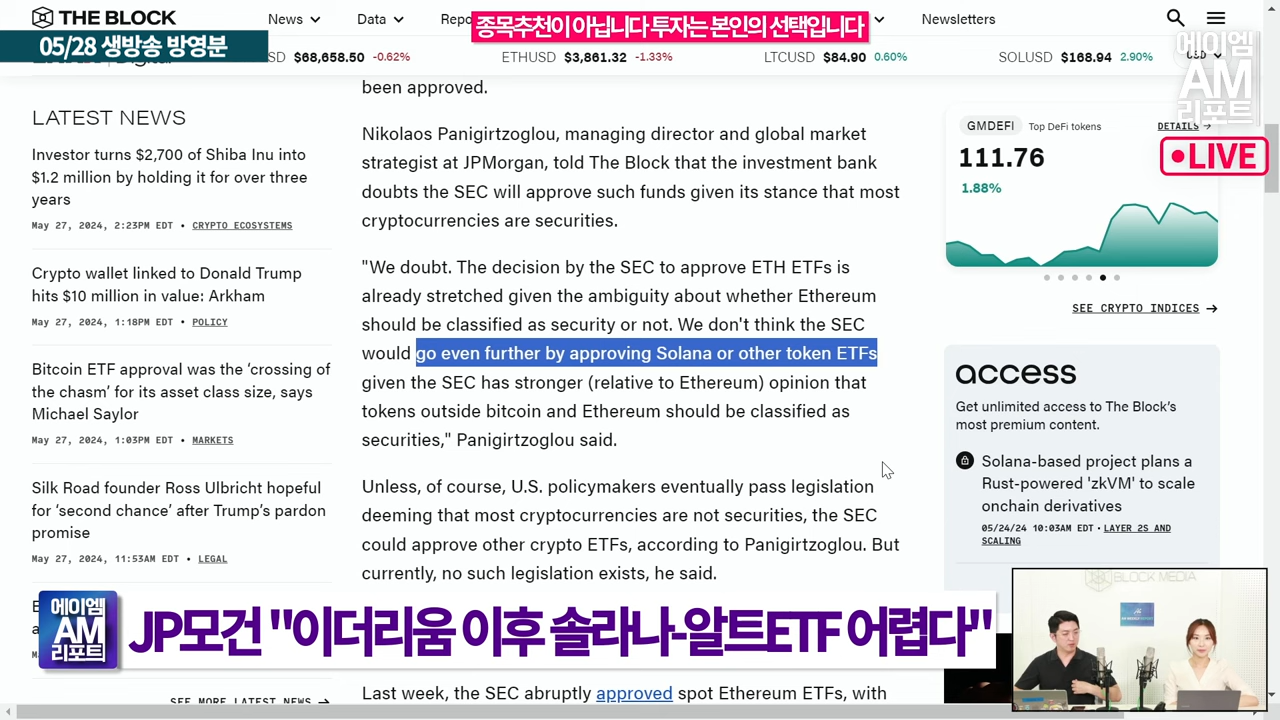 THE BLOCK
News
Data
종목추천이 아닙니다 투자는 본인의 선택입니다
Newsletters
05/28 생방송 방영분
$68,658.50 -0.62%
ETHUSD $3,861.32 -1.33%
LTCUSD $84.90 0.60%
SOLUSD $168.94 2.90%
에이엠
AM
리포트
LIVE
LATEST NEWS
Investor turns $2,700 of Shiba Inu into
$1.2 million by holding it for over three
years
May 27, 2024, 2:23PM EDT • CRYPTO ECOSYSTEMS
Crypto wallet linked to Donald Trump
hits $10 million in value: Arkham
May 27, 2024, 1:18PM EDT • POLICY
Bitcoin ETF approval was the ‘crossing of
the chasm’ for its asset class size, says
Michael Saylor
May 27, 2024, 1:03PM EDT • MARKETS
Silk Road founder Ross Ulbricht hopeful
for ‘second chance’ after Trump’s pardon
promise
May 27, 2024, 11:53AM EDT • LEGAL
SEE MORE LATEST NEWS
been approved.
Nikolaos Panigirtzoglou, managing director and global market
strategist at JPMorgan, told The Block that the investment bank
doubts the SEC will approve such funds given its stance that most
cryptocurrencies are securities.
"We doubt. The decision by the SEC to approve ETH ETFs is
already stretched given the ambiguity about whether Ethereum
should be classified as security or not. We don't think the SEC
would go even further by approving Solana or other token ETFs
given the SEC has stronger (relative to Ethereum) opinion that
tokens outside bitcoin and Ethereum should be classified as
securities," Panigirtzoglou said.
Unless, of course, U.S. policymakers eventually pass legislation
deeming that most cryptocurrencies are not securities, the SEC
could approve other crypto ETFs, according to Panigirtzoglou. But
currently, no such legislation exists, he said.
Last week, the SEC abruptly approved spot Ethereum ETFs, with
GMDEFI Top DeFi tokens DETAILS
111.76
1.88%
SEE CRYPTO INDICES
access
Get unlimited access to The Block’s
most premium content.
Solana-based project plans a
Rust-powered 'zkVM' to scale
onchain derivatives
05/24/24 10:03AM EDT • LAYER 2S AND
SCALING
에이엠
AM
리포트
JP모건 "이더리움 이후 솔라나-알트ETF 어렵다"
BLOCK MEDIA